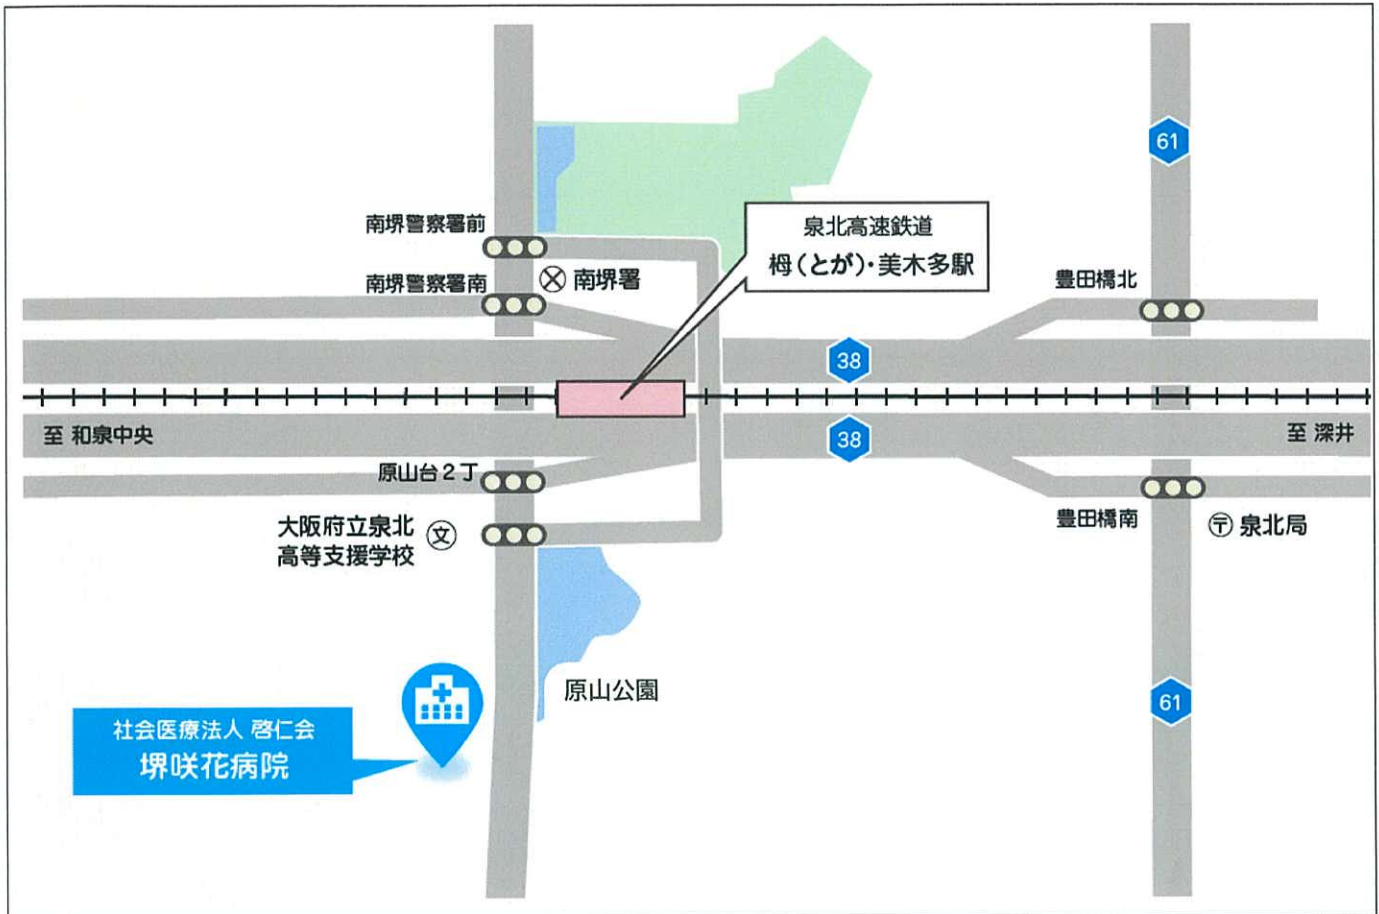 61
南堺警察署前
泉北高速鉄道
栂(とが)・美木多駅
南堺警察署南
南堺署
豊田橋北
38
至 和泉中央
38
至 深井
原山台2丁
大阪府立泉北
高等支援学校
文
豊田橋南
〒 泉北局
原山公園
61
社会医療法人 啓仁会
堺咲花病院